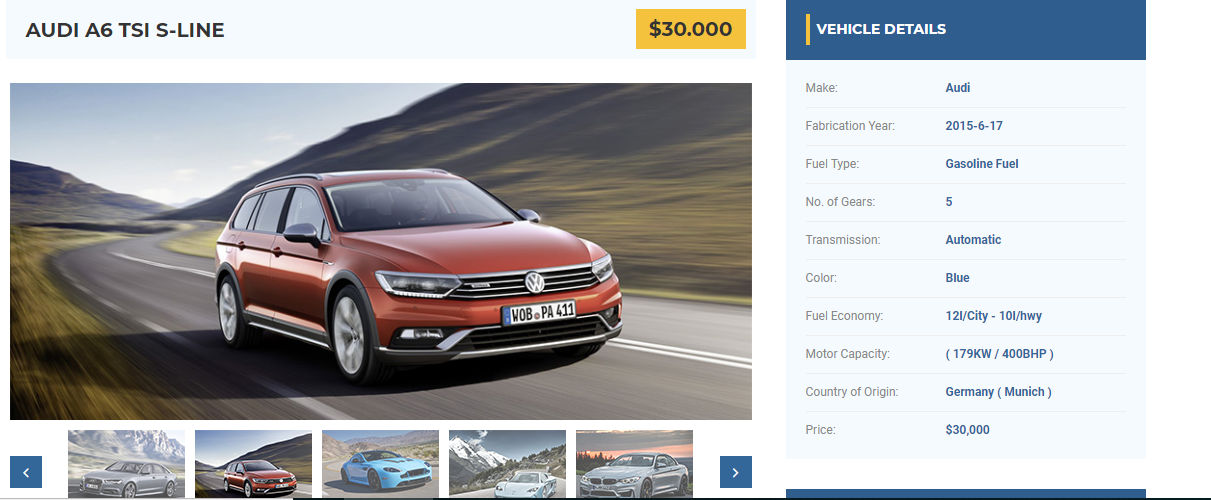 AUDI A6 TSI S-LINE
$30.000
WOB PA 411
VEHICLE DETAILS
Make: Audi
Fabrication Year: 2015-6-17
Fuel Type: Gasoline Fuel
No. of Gears: 5
Transmission: Automatic
Color: Blue
Fuel Economy: 12l/City - 10l/hwy
Motor Capacity: ( 179KW / 400BHP )
Country of Origin: Germany ( Munich )
Price: $30,000